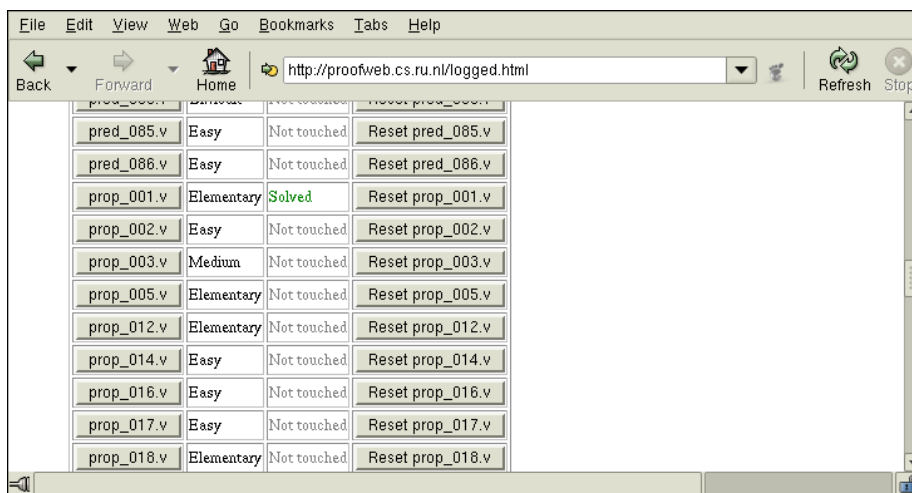 File Edit View Web Go Bookmarks Tabs Help
Back Forward Home http://proofweb.cs.ru.nl/logged.html Refresh Stop
pred_085.v Easy Not touched Reset pred_085.v
pred_086.v Easy Not touched Reset pred_086.v
prop_001.v Elementary Solved Reset prop_001.v
prop_002.v Easy Not touched Reset prop_002.v
prop_003.v Medium Not touched Reset prop_003.v
prop_005.v Elementary Not touched Reset prop_005.v
prop_012.v Elementary Not touched Reset prop_012.v
prop_014.v Easy Not touched Reset prop_014.v
prop_016.v Easy Not touched Reset prop_016.v
prop_017.v Easy Not touched Reset prop_017.v
prop_018.v Elementary Not touched Reset prop_018.v